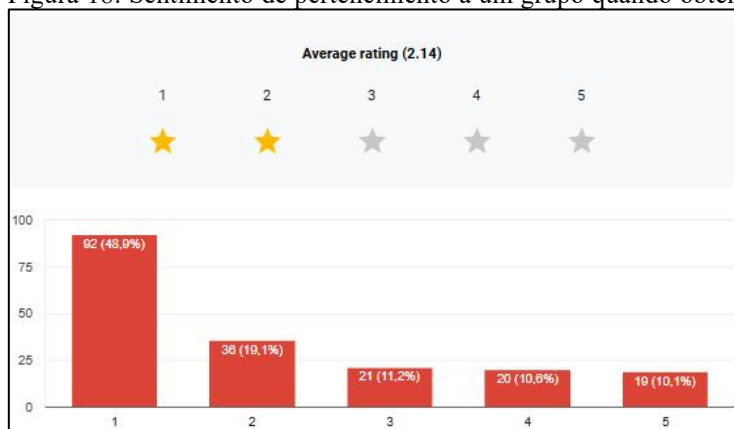 Figura 18: Sentimento de pertencimento a um grupo quando obtém
Average rating (2.14)
1 2 3 4 5
100
75
50
25
0
92 (48,9%)
36 (19,1%)
21 (11,2%)
20 (10,6%)
19 (10,1%)
1 2 3 4 5